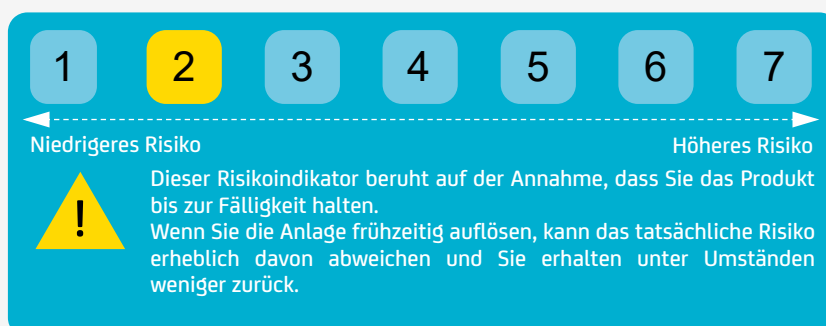 1 2 3 4 5 6 7
Niedrigeres Risiko Höheres Risiko
!
Dieser Risikoindikator beruht auf der Annahme, dass Sie das Produkt
bis zur Fälligkeit halten.
Wenn Sie die Anlage frühzeitig auflösen, kann das tatsächliche Risiko
erheblich davon abweichen und Sie erhalten unter Umständen
weniger zurück.